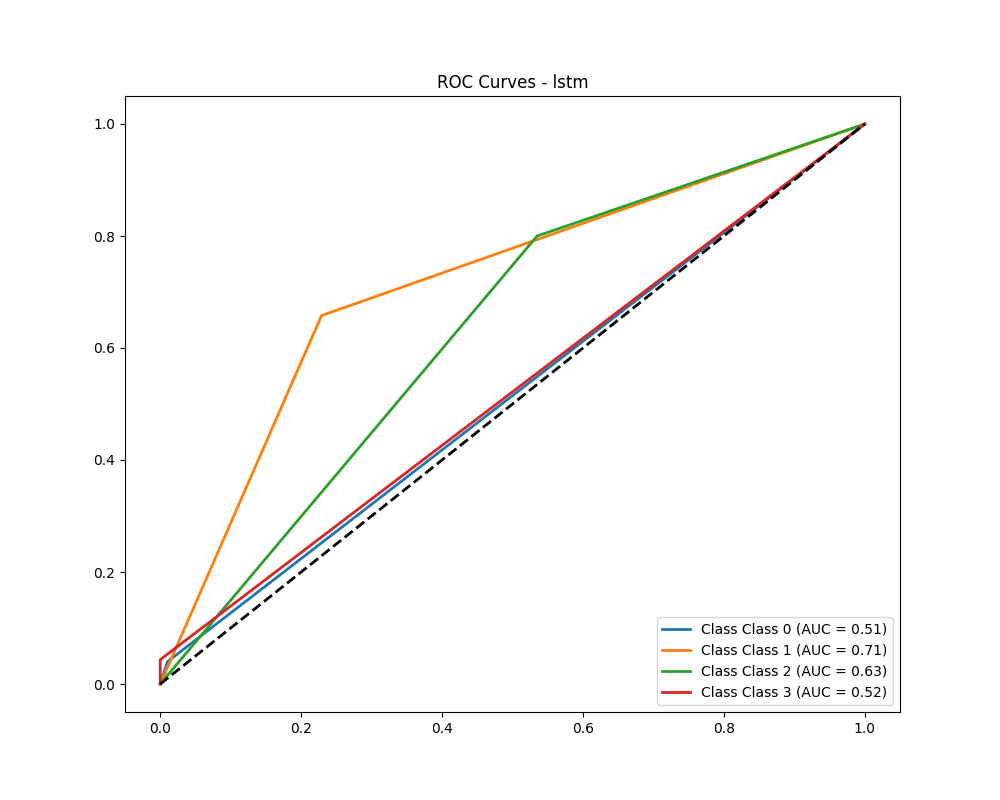 ROC Curves - lstm
1.0
0.8
0.6
0.4
0.2
0.0
0.0 0.2 0.4 0.6 0.8 1.0
Class Class 0 (AUC = 0.51)
Class Class 1 (AUC = 0.71)
Class Class 2 (AUC = 0.63)
Class Class 3 (AUC = 0.52)